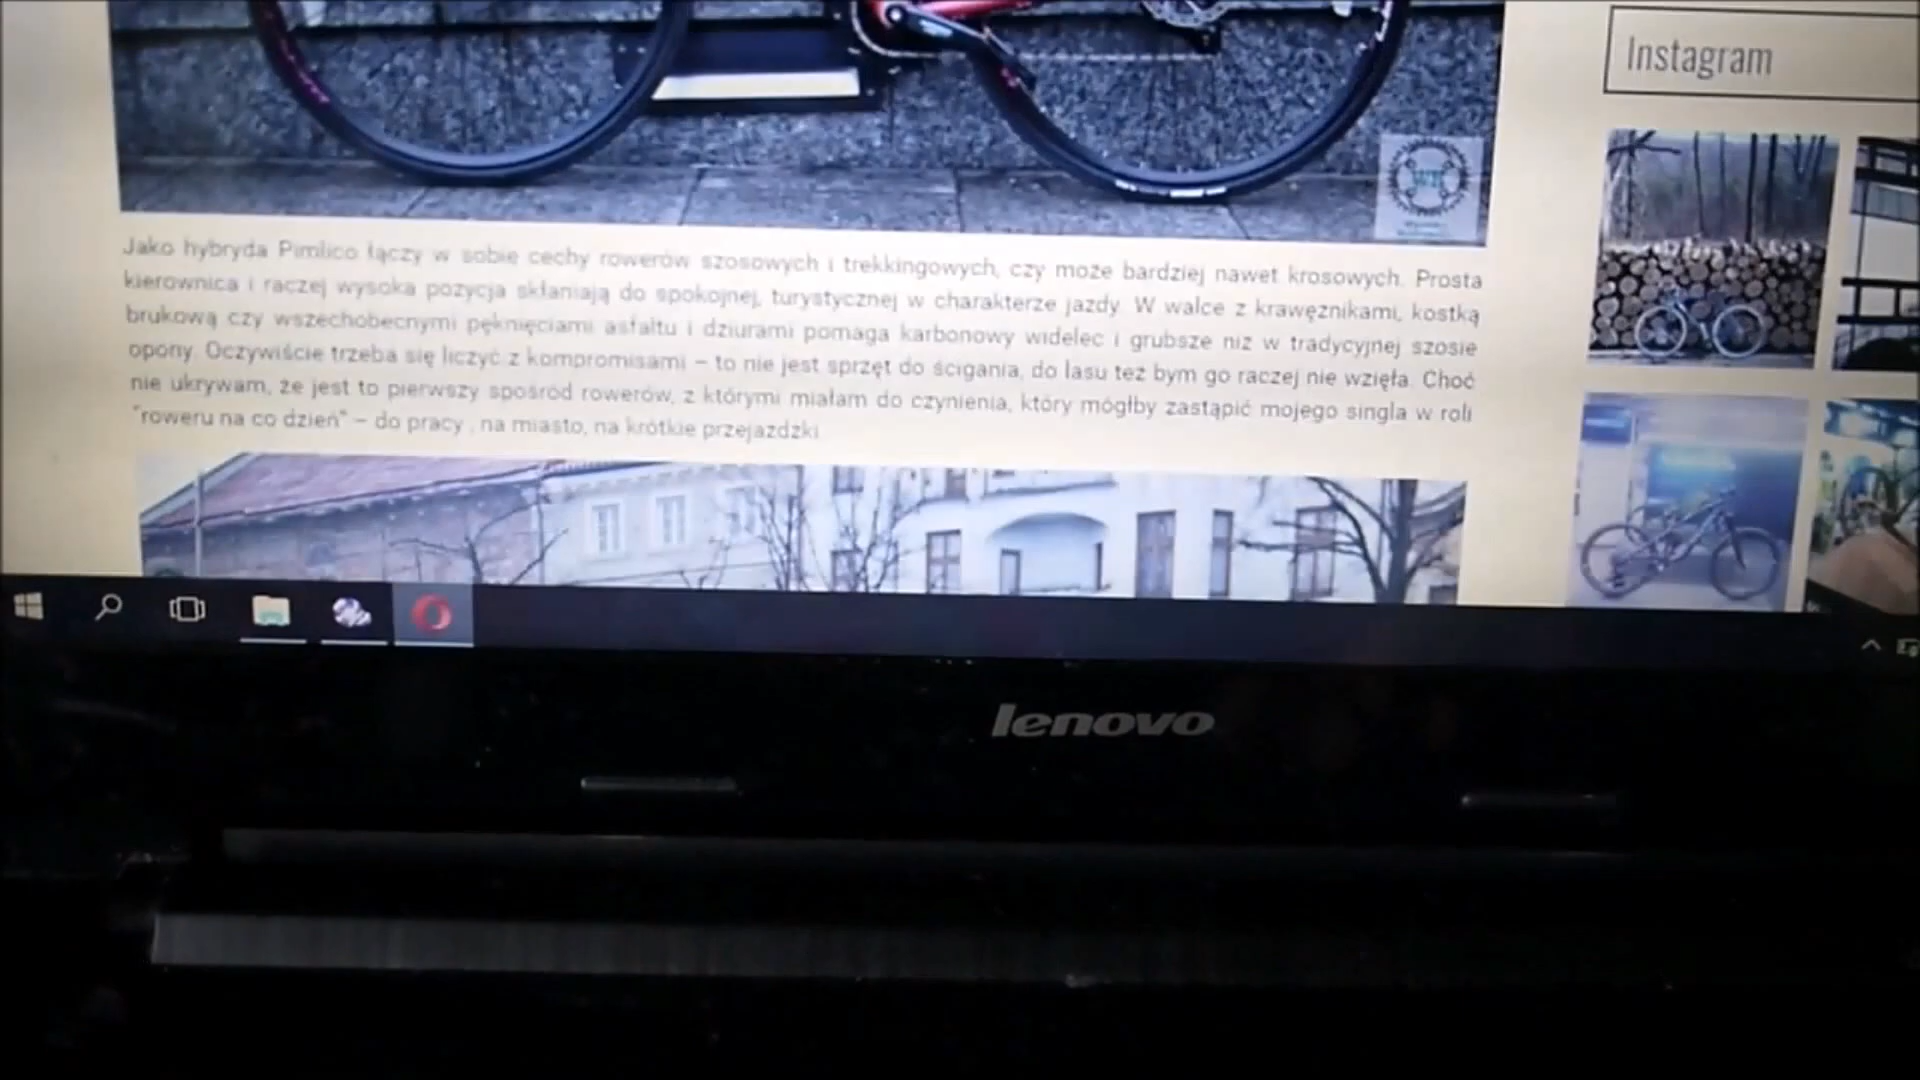 Instagram
Jako hybryda Pimlico łączy w sobie cechy rowerów szosowych i trekkingowych, czy może bardziej nawet krosowych. Prosta
kierownica i raczej wysoka pozycja skłaniają do spokojnej, turystycznej w charakterze jazdy. W walce z krawężnikami, kostką
brukową czy wszechobecnymi pęknięciami asfaltu i dziurami pomaga karbonowy widelec i grubsze niż w tradycyjnej szosie
opony. Oczywiście trzeba się liczyć z kompromisami – to nie jest sprzęt do ścigania, do lasu też bym go raczej nie wzięła. Choć
nie ukrywam, że jest to pierwszy spośród rowerów, z którymi miałam do czynienia, który mógłby zastąpić mojego singla w roli
"roweru na co dzień" – do pracy , na miasto, na krótkie przejażdżki.
lenovo